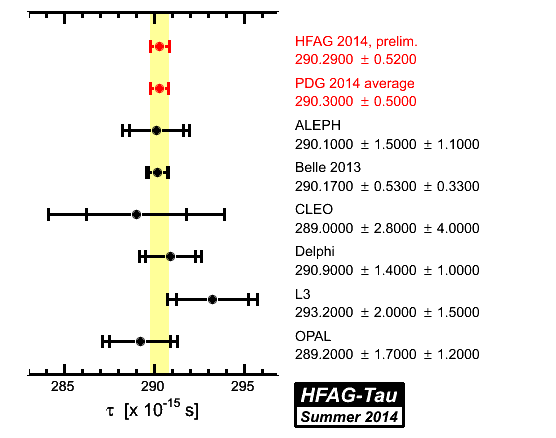 HFAG 2014, prelim.
290.2900 ± 0.5200
PDG 2014 average
290.3000 ± 0.5000
ALEPH
290.1000 ± 1.5000 ± 1.1000
Belle 2013
290.1700 ± 0.5300 ± 0.3300
CLEO
289.0000 ± 2.8000 ± 4.0000
Delphi
290.9000 ± 1.4000 ± 1.0000
L3
293.2000 ± 2.0000 ± 1.5000
OPAL
289.2000 ± 1.7000 ± 1.2000
285 290 295
τ [x 10⁻¹⁵ s]
HFAG-Tau
Summer 2014